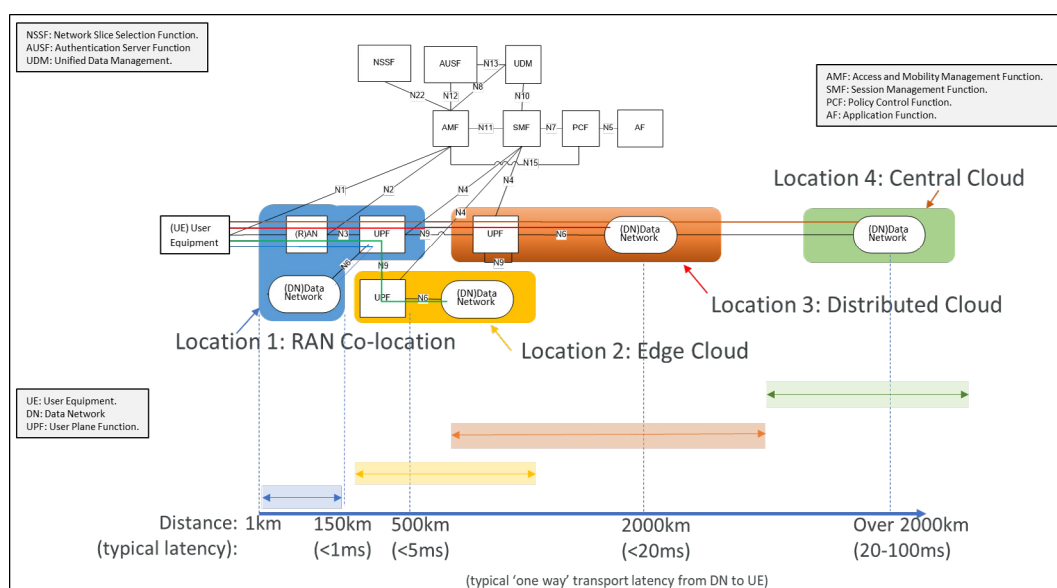 NSSF: Network Slice Selection Function.
AUSF: Authentication Server Function
UDM: Unified Data Management.
AMF: Access and Mobility Management Function.
SMF: Session Management Function.
PCF: Policy Control Function.
AF: Application Function.
NSSF
AUSF
N13
UDM
N22
N12
N8
N10
AMF
N11
SMF
N7
PCF
N5
AF
N15
N1
N2
N4
N4
N4
Location 4: Central Cloud
(UE) User
Equipment
(R)AN
N3
UPF
N9
UPF
N6
(DN)Data
Network
(DN)Data
Network
N6
N9
N9
(DN)Data
Network
UPF
N6
(DN)Data
Network
Location 3: Distributed Cloud
Location 1: RAN Co-location
Location 2: Edge Cloud
UE: User Equipment.
DN: Data Network
UPF: User Plane Function.
Distance: 1km 150km 500km 2000km Over 2000km
(typical latency): (<1ms) (<5ms) (<20ms) (20-100ms)
(typical 'one way' transport latency from DN to UE)